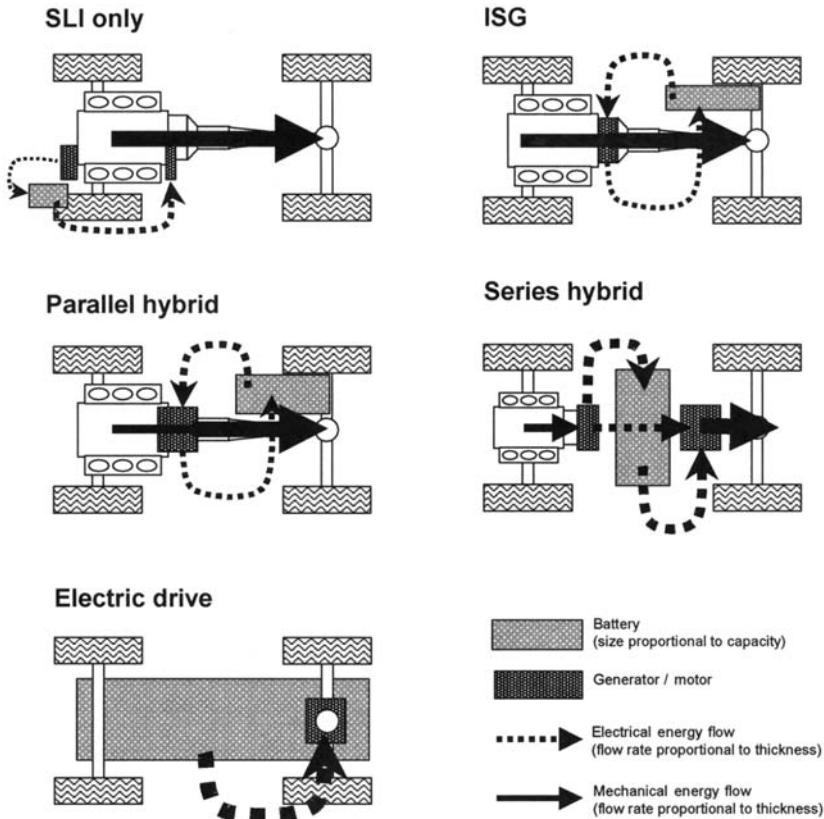 SLI only
ISG
Parallel hybrid
Series hybrid
Electric drive
Battery
(size proportional to capacity)
Generator / motor
Electrical energy flow
(flow rate proportional to thickness)
Mechanical energy flow
(flow rate proportional to thickness)